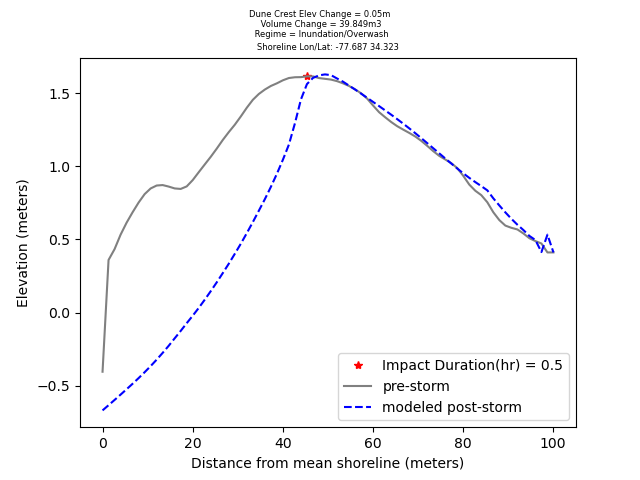 Dune Crest Elev Change = 0.05m
Volume Change = 39.849m3
Regime = Inundation/Overwash
Shoreline Lon/Lat: -77.687 34.323
1.5
1.0
0.5
0.0
−0.5
Elevation (meters)
Impact Duration(hr) = 0.5
pre-storm
modeled post-storm
0 20 40 60 80 100
Distance from mean shoreline (meters)